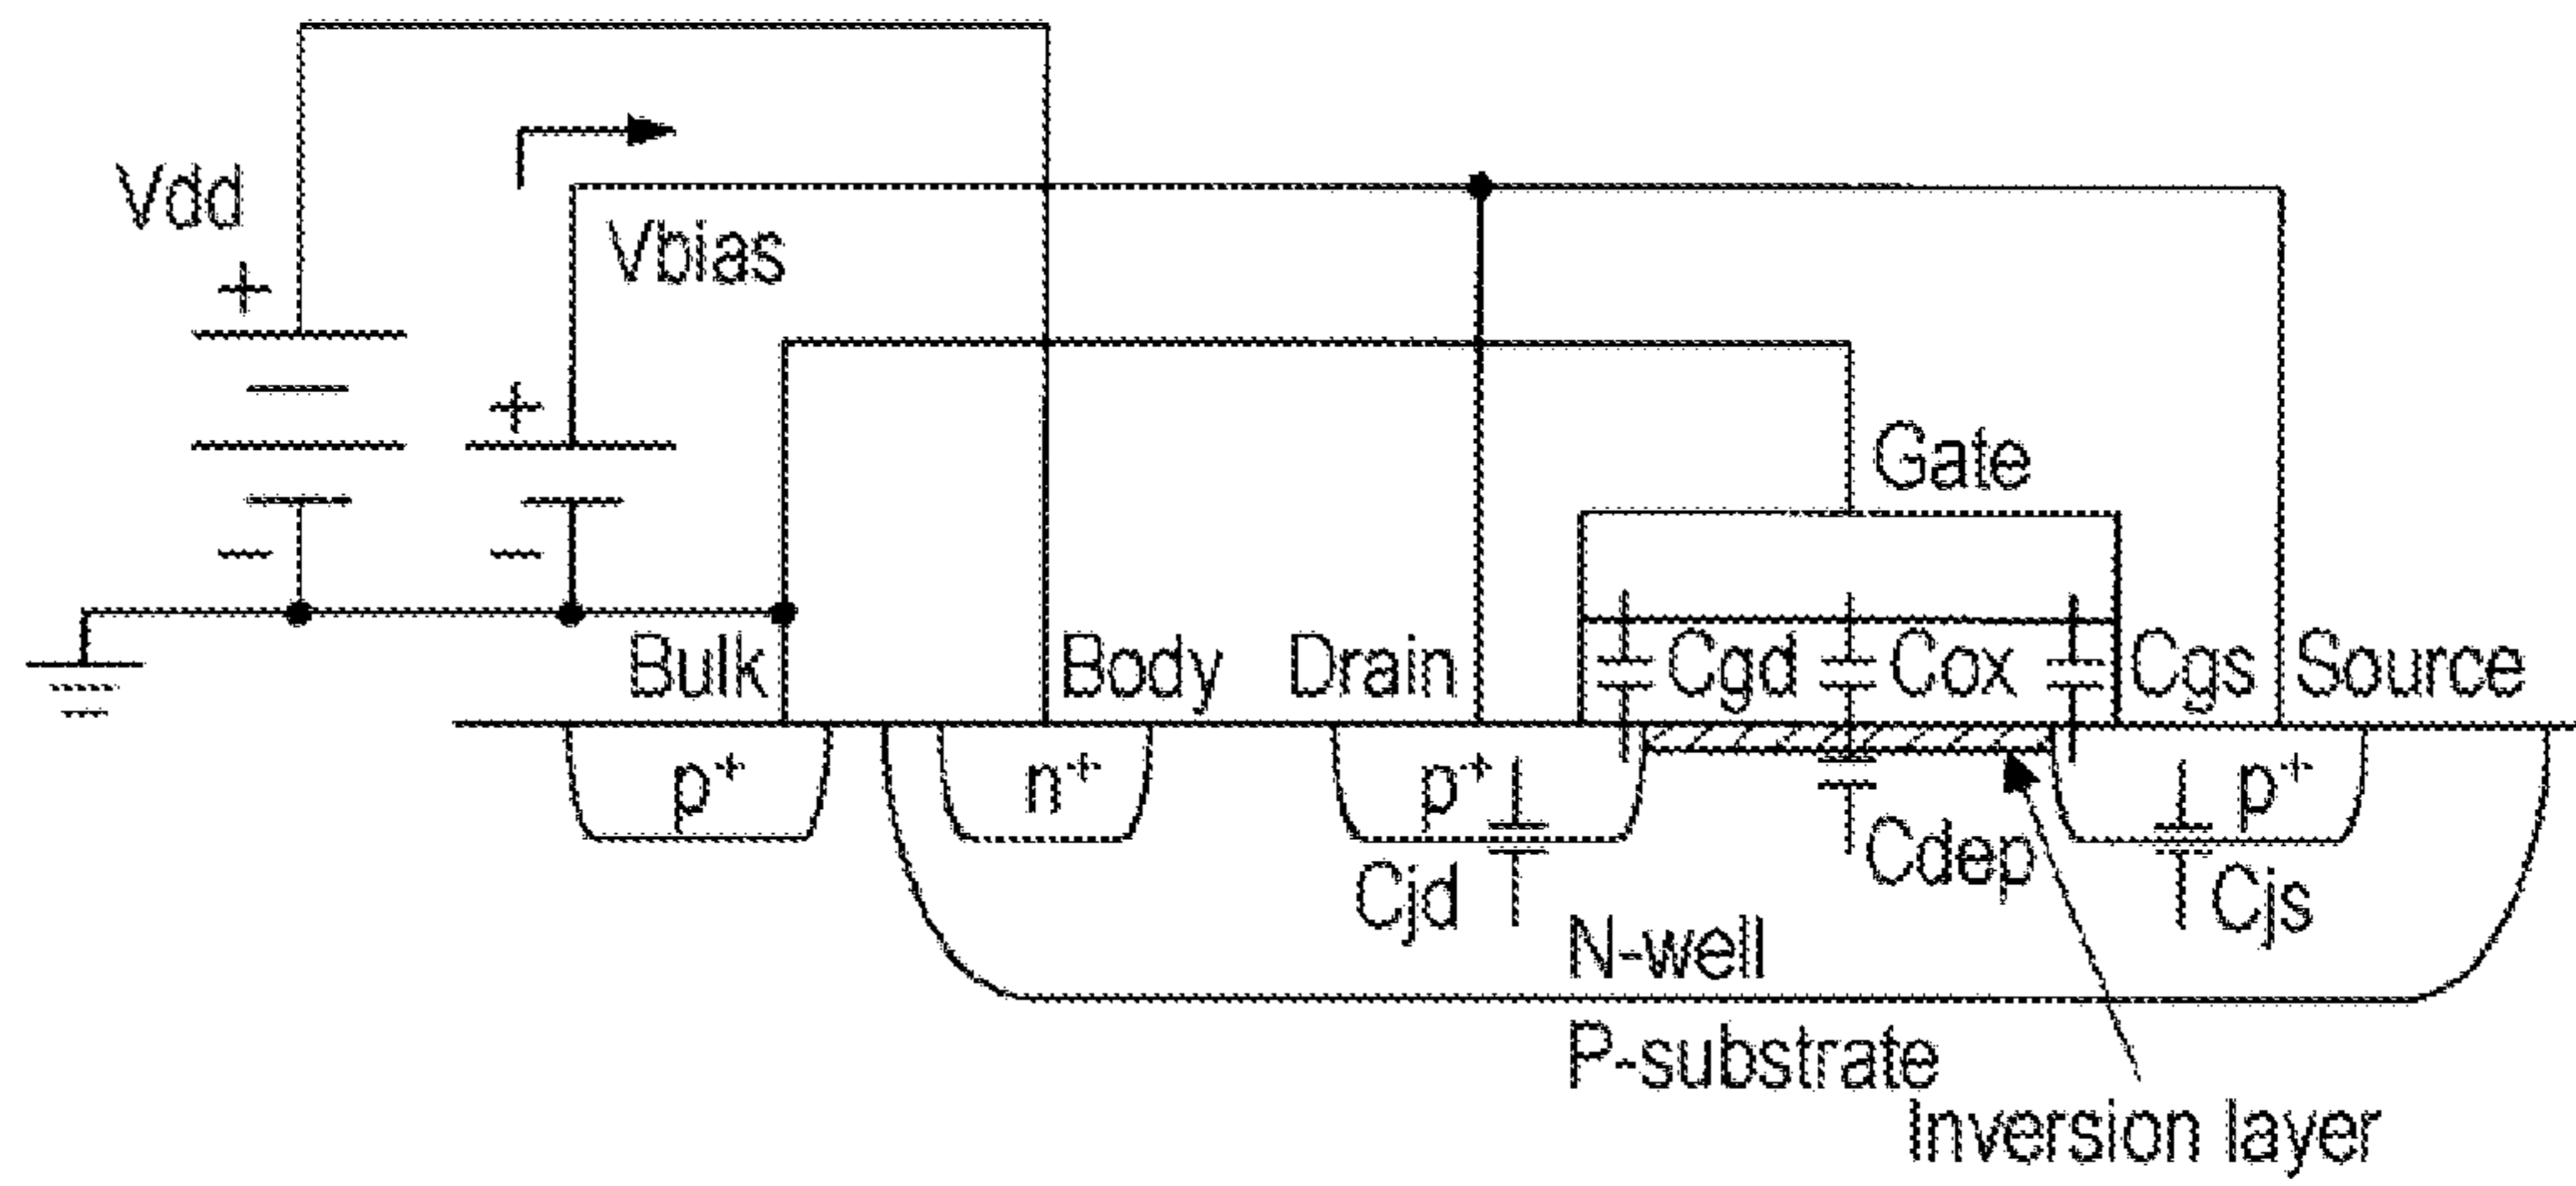 Vdd
+
−
Vbias
+
−
Gate
Bulk
Body
Drain
Cgd
Cox
Cgs
Source
p+
n+
p+
p+
Cjd
Cdep
Cjs
N-well
P-substrate
Inversion layer